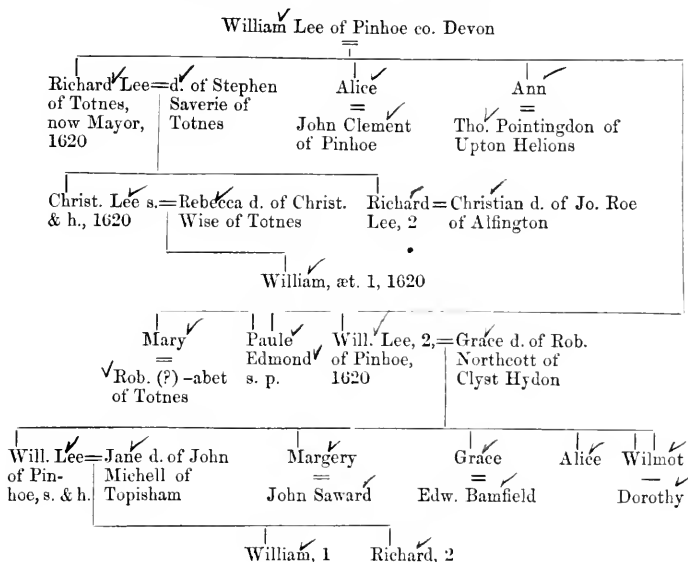 William Lee of Pinhoe co. Devon
Richard Lee=d. of Stephen Alice Ann
of Totnes, Saverie of = =
now Mayor, Totnes John Clement Tho. Pointingdon of
1620 of Pinhoe Upton Helions
Christ. Lee s.=Rebecca d. of Christ. Richard=Christian d. of Jo. Roe
& h., 1620 Wise of Totnes Lee, 2 of Alfington
William, æt. 1, 1620
Mary Paule Will. Lee, 2,=Grace d. of Rob.
= Edmond of Pinhoe, Northcott of
Rob. (?) –abet s. p. 1620 Clyst Hydon
of Totnes
Will. Lee=Jane d. of John Margery Grace Alice Wilmot
of Pin- Michell of = = —
hoe, s. & h. Topisham John Saward Edw. Bamfield Dorothy
William, 1 Richard, 2